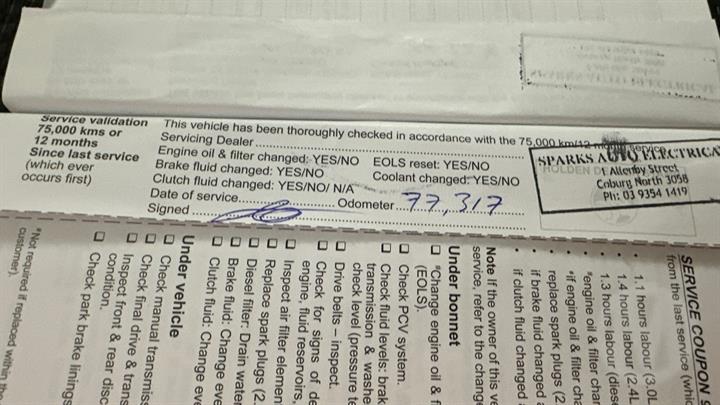 Service validation
75,000 kms or
12 months
Since last service
(which ever
occurs first)
This vehicle has been thoroughly checked in accordance with the 75,000 km/12 month service
Servicing Dealer
Engine oil & filter changed: YES/NO EOLS reset: YES/NO
Brake fluid changed: YES/NO Coolant changed: YES/NO
Clutch fluid changed: YES/NO/ N/A
Date of service Odometer 77,317
Signed
SPARKS AUTO ELECTRICA
HOLDEN D
1 Allenby Street
Coburg North 3058
Ph: 03 9354 1419
SERVICE COUPON
from the last service (whic
1.1 hours labour (3.0L
1.4 hours labour (2.4L
1.3 hours labour (diese
*engine oil & filter char
*if engine oil & filter cha
replace spark plugs (2
if brake fluid changed a
if clutch fluid changed a
Note If the owner of this ve
service, refer to the change
Under bonnet
*Change engine oil & f
(EOLS).
Check PCV system.
Check fluid levels: brak
transmission & washe
check level (pressure te
Drive belts – inspect.
Check for signs of de
engine, fluid reservoirs,
Inspect air filter elemen
Replace spark plugs (2.
Diesel filter: Drain water
Brake fluid: Change eve
Clutch fluid: Change eve
Under vehicle
Check manual transmiss
Check final drive & trans
Inspect front & rear disc
condition.
Check park brake linings
*Not required if replaced within the
customer).